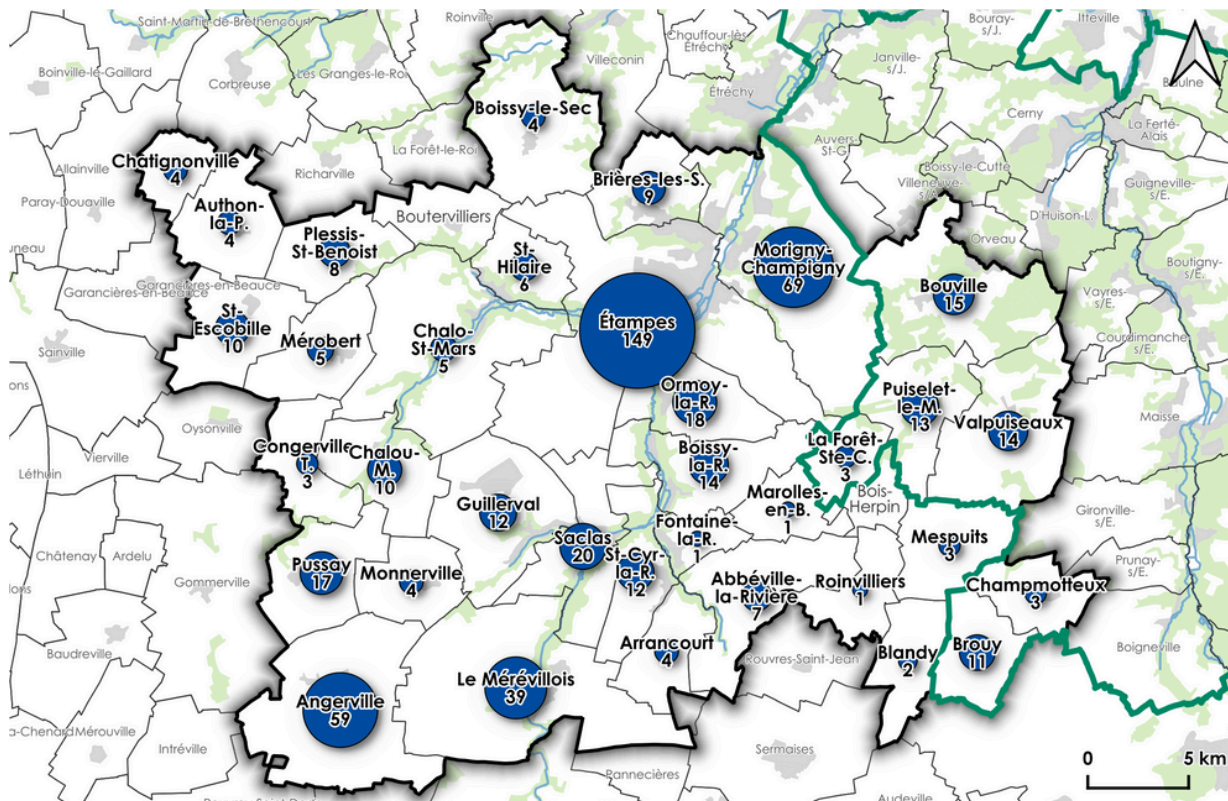 Saint-Martin-de-Bréthencourt
Roinville
Chauffour-lès
Étréchy
Bouray-
s/J.
Itteville
Boinville-le-Gaillard
Corbreuse
Les Granges-le-Roi
Villeconin
Janville-
s/J.
Étréchy
Baulne
Cerny
La Ferté-
Alais
Boissy-le-Sec
4
Allainville
Richarville
La Forêt-le-Roi
Auvers-
St-G
Boissy-le-Cutté
Villeneuve-
Guigneville-
s/E.
Châtignonville
4
Brières-les-S.
9
Paray-Douaville
Authon-
la-P.
4
Boutervilliers
D'Huison-L.
Plessis-
St-Benoist
8
St-
Hilaire
6
Morigny-
Champigny
69
Orveau
Boutigny-
s/E.
Garancières-en-Beauce
Garancières-en-Beauce
Bouville
15
Vayres-
s/E.
St-
Escobille
10
Mérobert
5
Chalo-
St-Mars
5
Étampes
149
Courdimanche-
s/E.
Sainville
Ormoy-
la-R.
18
Puiselet-
le-M.
13
Valpuiseaux
14
Maisse
Oysonville
Congerville
T.
3
Chalou-
M.
10
Boissy-
la-R.
14
La Forêt-
Ste-C.
3
Léthuin
Vierville
Guillerval
12
Marolles-
en-B.
1
Bois-
Herpin
Gironville-
s/E.
Châtenay
Ardelu
Saclas
20
Fontaine-
la-R.
1
Mespuits
3
Prunay-
s/E.
Gommerville
Pussay
17
Monnerville
4
St-Cyr-
la-R.
12
Abbéville-
la-Rivière
7
Roinvilliers
1
Champmotteux
3
Baudreville
Arrancourt
4
Rouvres-Saint-Jean
Blandy
2
Brouy
11
Boigneville
Angerville
59
Le Mérévillois
39
Mérouville
Intréville
Sermaises
Pannecières
Audeville
0
5 km